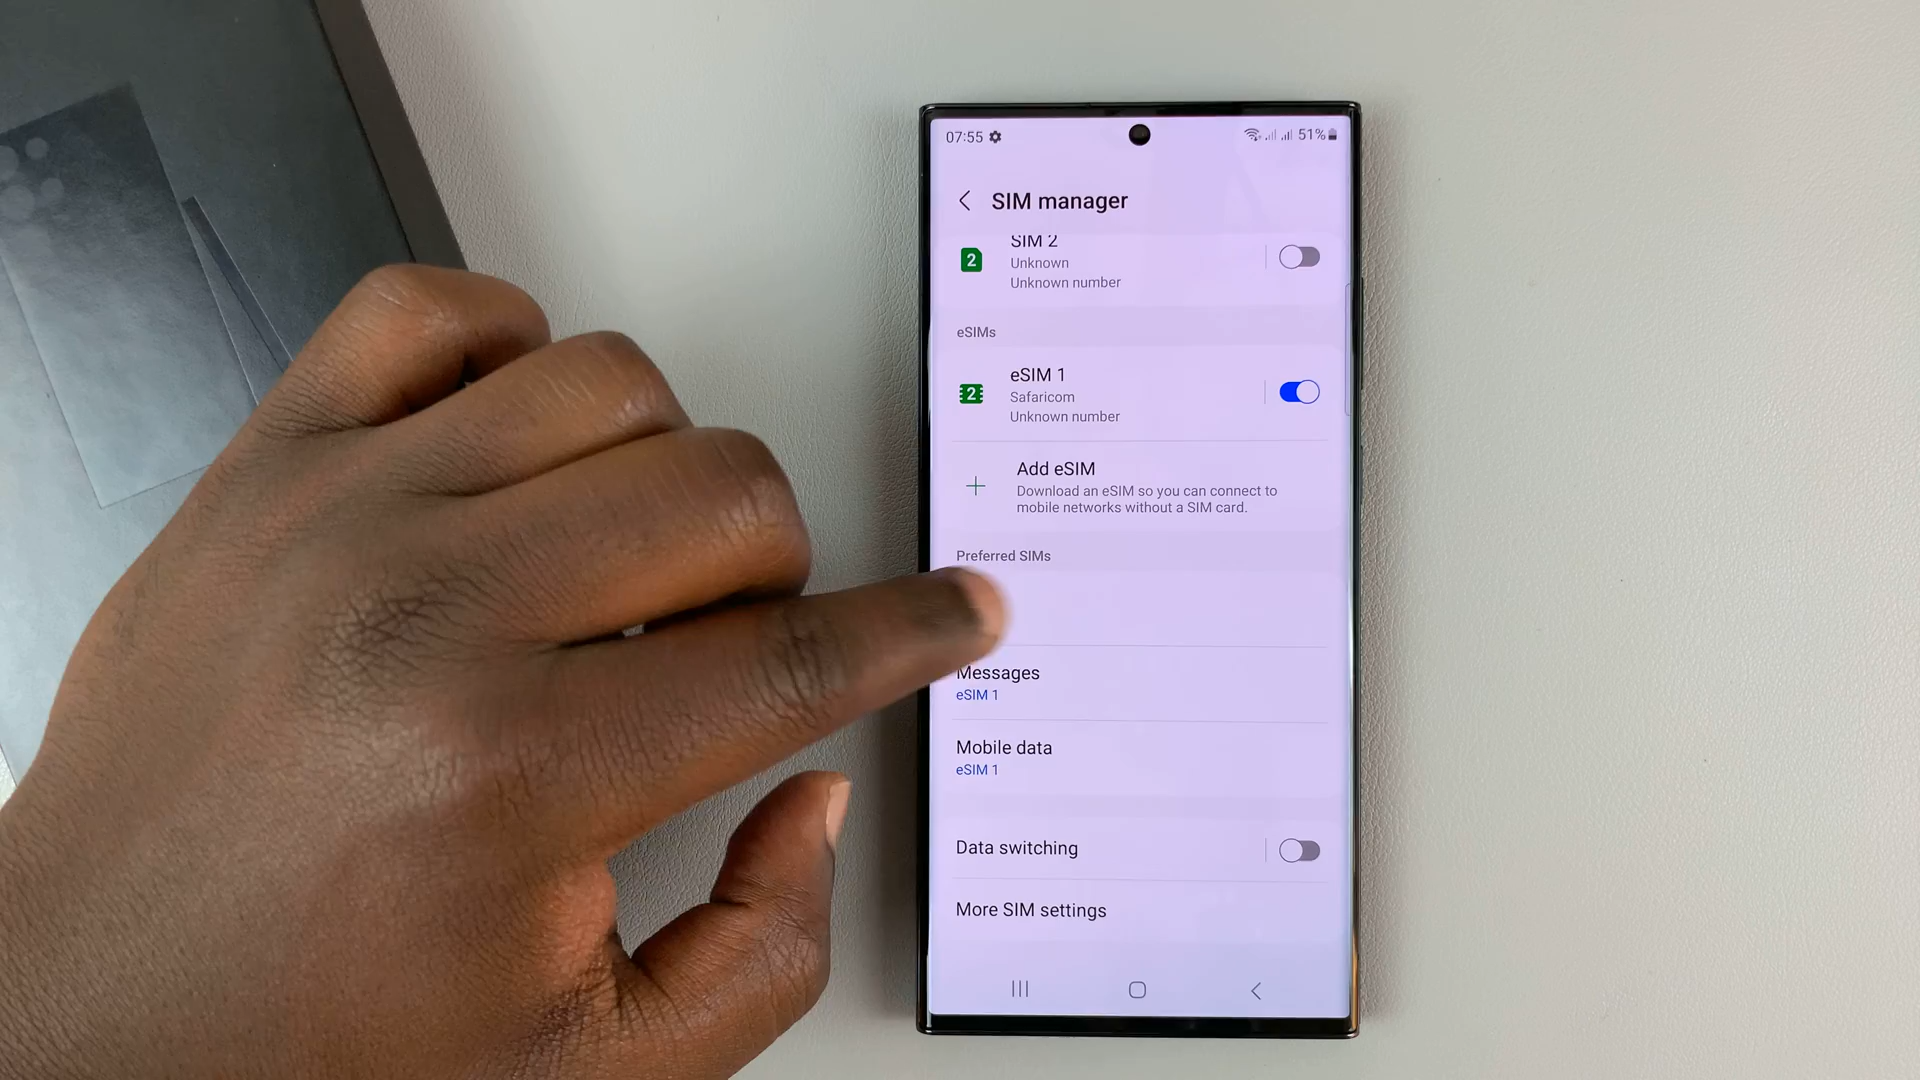 07:55
51%
SIM manager
SIM 2
2
Unknown
Unknown number
eSIMs
eSIM 1
2
Safaricom
Unknown number
Add eSIM
Download an eSIM so you can connect to
mobile networks without a SIM card.
Preferred SIMs
Messages
eSIM 1
Mobile data
eSIM 1
Data switching
More SIM settings